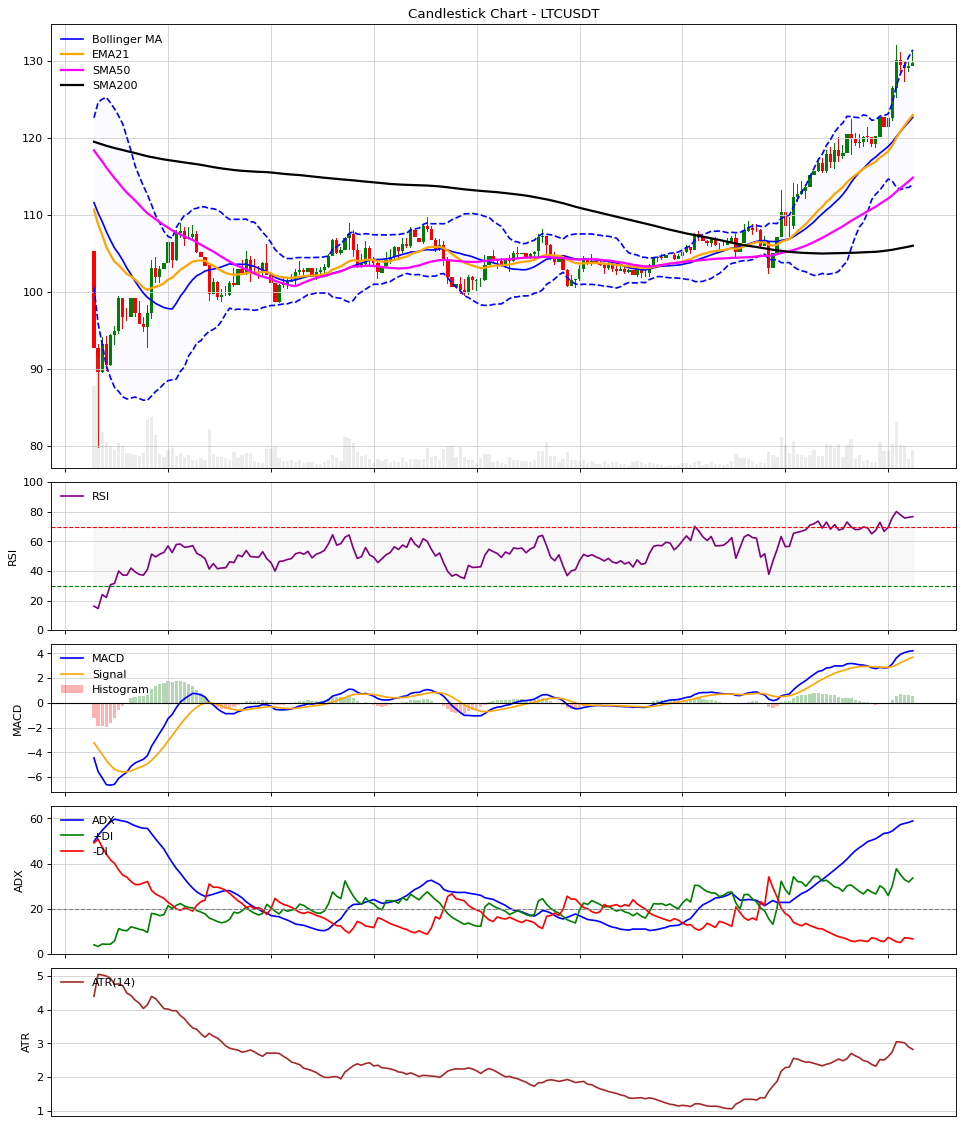 Candlestick Chart - LTCUSDT
Bollinger MA
EMA21
SMA50
SMA200
130
120
110
100
90
80
RSI
RSI
100
80
60
40
20
0
MACD
Signal
Histogram
MACD
4
2
0
−2
−4
−6
ADX
+DI
-DI
ADX
60
40
20
0
ATR(14)
ATR
5
4
3
2
1